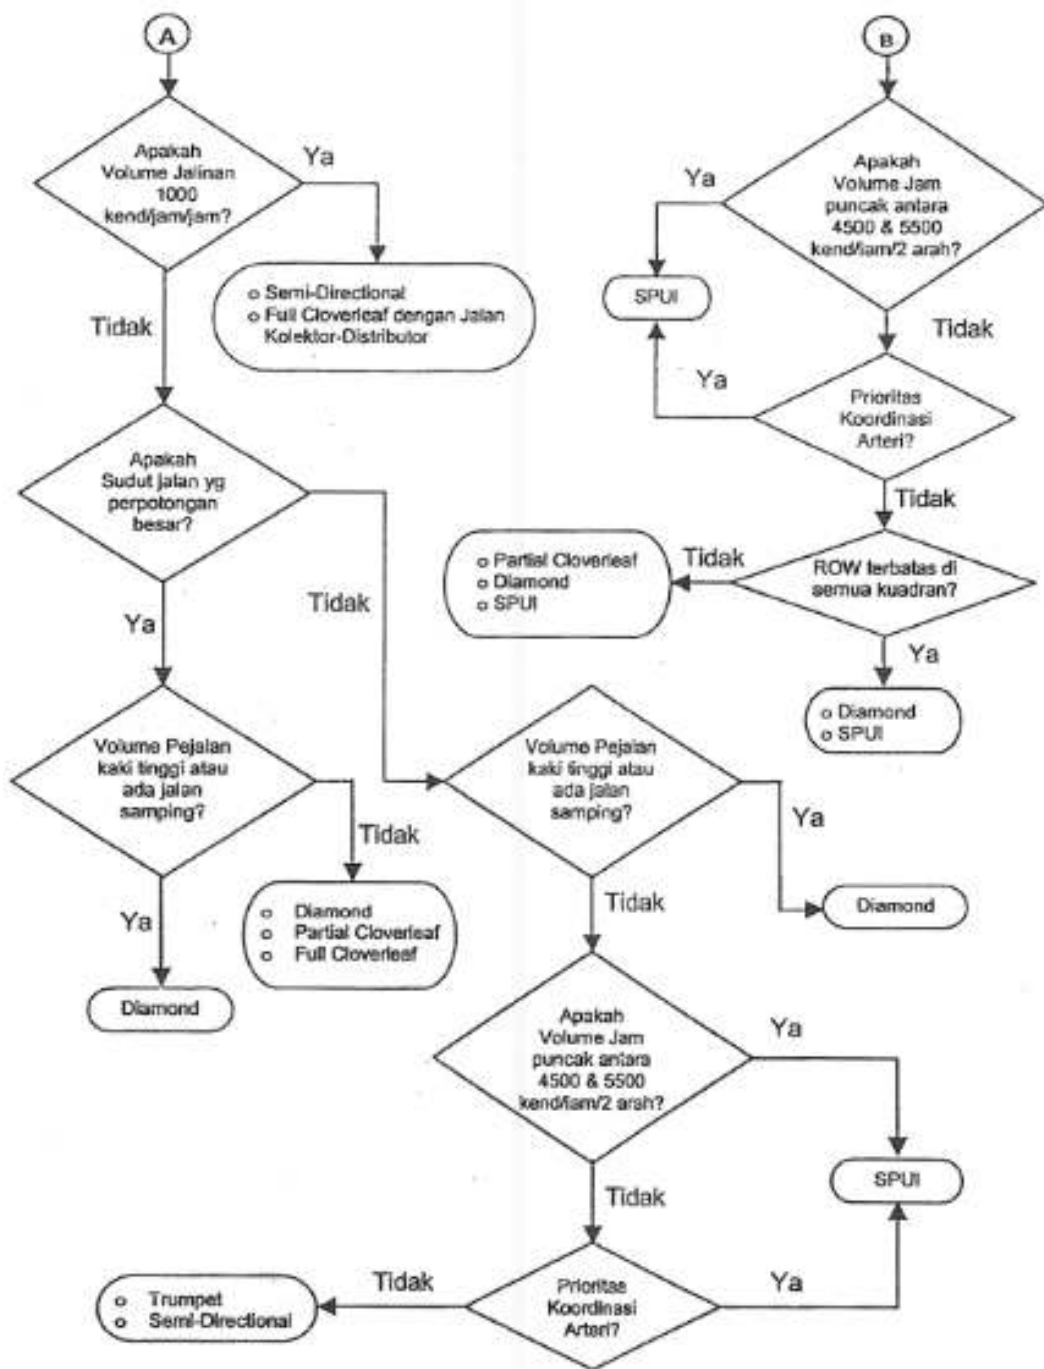 A
Apakah
Volume Jalinan
1000
kend/jam/jam?
Ya
o Semi-Directional
o Full Cloverleaf dengan Jalan
Kolektor-Distributor
Tidak
Apakah
Sudut jalan yg
perpotongan
besar?
Ya
Tidak
Volume Pejalan
kaki tinggi atau
ada jalan
samping?
Tidak
o Diamond
o Partial Cloverleaf
o Full Cloverleaf
Ya
Diamond
Volume Pejalan
kaki tinggi atau
ada jalan
samping?
Ya
Diamond
Tidak
Apakah
Volume Jam
puncak antara
4500 & 5500
kend/iam/2 arah?
Ya
SPUI
Tidak
Prioritas
Koordinasi
Arteri?
Ya
Tidak
o Trumpet
o Semi-Directional
B
Apakah
Volume Jam
puncak antara
4500 & 5500
kend/iam/2 arah?
Ya
SPUI
Tidak
Prioritas
Koordinasi
Arteri?
Ya
Tidak
ROW terbatas di
semua kuadran?
Tidak
o Partial Cloverleaf
o Diamond
o SPUI
Ya
o Diamond
o SPUI